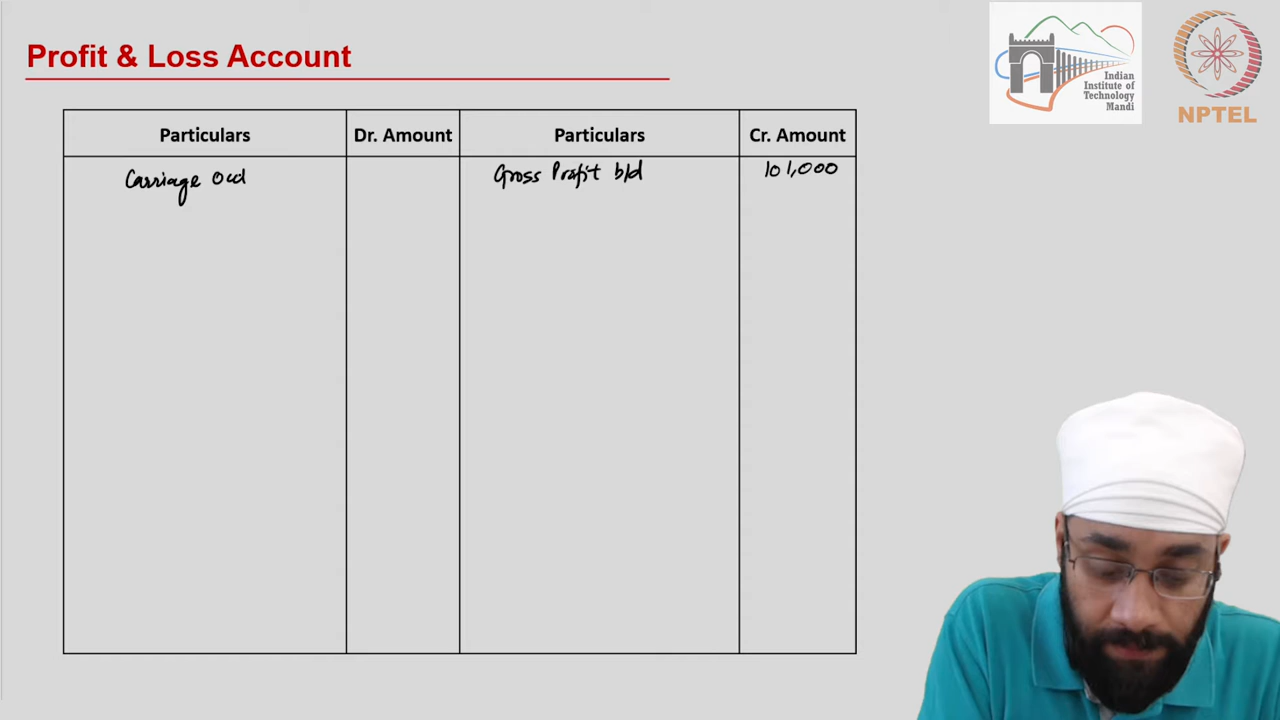 Profit & Loss Account
Indian
Institute of
Technology
Mandi
NPTEL
Particulars Dr. Amount Particulars Cr. Amount
Carriage Gross Profit b/d 101,000